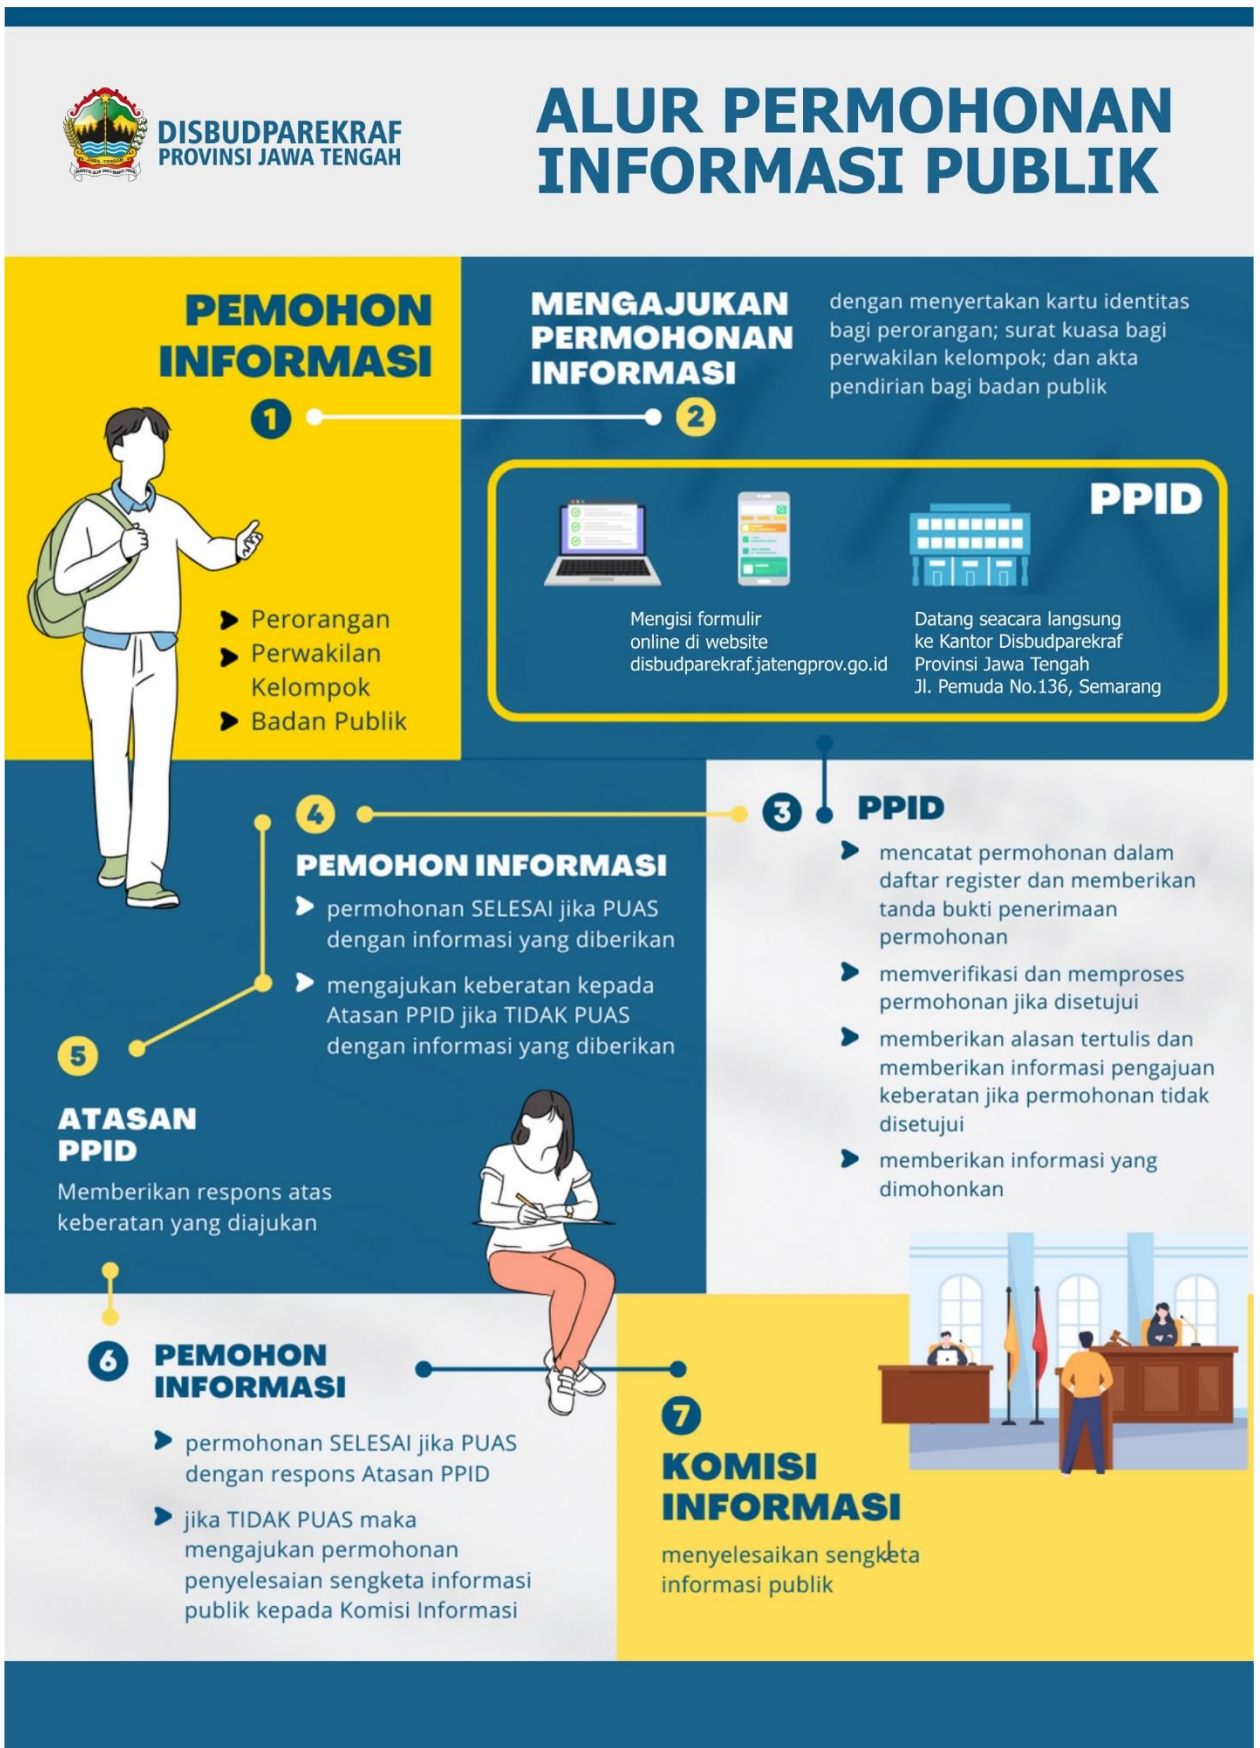 DISBUDPAREKRAF
PROVINSI JAWA TENGAH
ALUR PERMOHONAN
INFORMASI PUBLIK
PEMOHON
INFORMASI
1
Perorangan
Perwakilan
Kelompok
Badan Publik
MENGAJUKAN
PERMOHONAN
INFORMASI
2
dengan menyertakan kartu identitas
bagi perorangan; surat kuasa bagi
perwakilan kelompok; dan akta
pendirian bagi badan publik
PPID
Mengisi formulir
online di website
disbudparekraf.jatengprov.go.id
Datang seacara langsung
ke Kantor Disbudparekraf
Provinsi Jawa Tengah
Jl. Pemuda No.136, Semarang
3
PPID
mencatat permohonan dalam
daftar register dan memberikan
tanda bukti penerimaan
permohonan
memverifikasi dan memproses
permohonan jika disetujui
memberikan alasan tertulis dan
memberikan informasi pengajuan
keberatan jika permohonan tidak
disetujui
memberikan informasi yang
dimohonkan
4
PEMOHON INFORMASI
permohonan SELESAI jika PUAS
dengan informasi yang diberikan
mengajukan keberatan kepada
Atasan PPID jika TIDAK PUAS
dengan informasi yang diberikan
5
ATASAN
PPID
Memberikan respons atas
keberatan yang diajukan
6
PEMOHON
INFORMASI
permohonan SELESAI jika PUAS
dengan respons Atasan PPID
jika TIDAK PUAS maka
mengajukan permohonan
penyelesaian sengketa informasi
publik kepada Komisi Informasi
7
KOMISI
INFORMASI
menyelesaikan sengketa
informasi publik